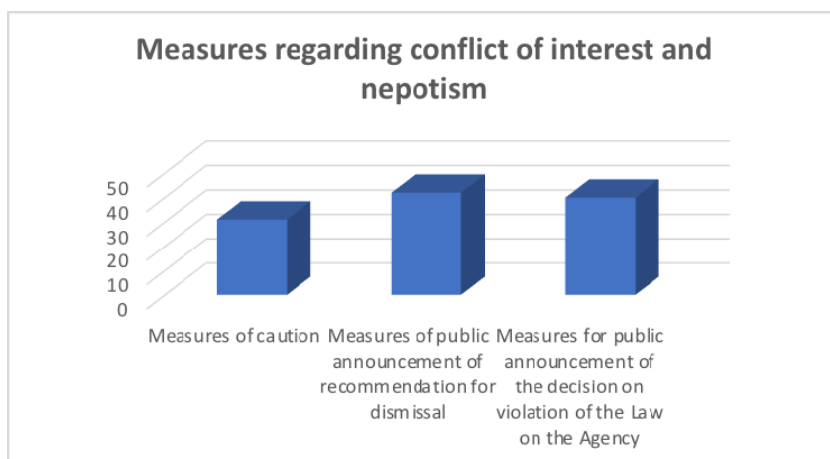 Measures regarding conflict of interest and
nepotism
50
40
30
20
10
0
Measures of caution
Measures of public
announcement of
recommendation for
dismissal
Measures for public
announcement of
the decision on
violation of the Law
on the Agency